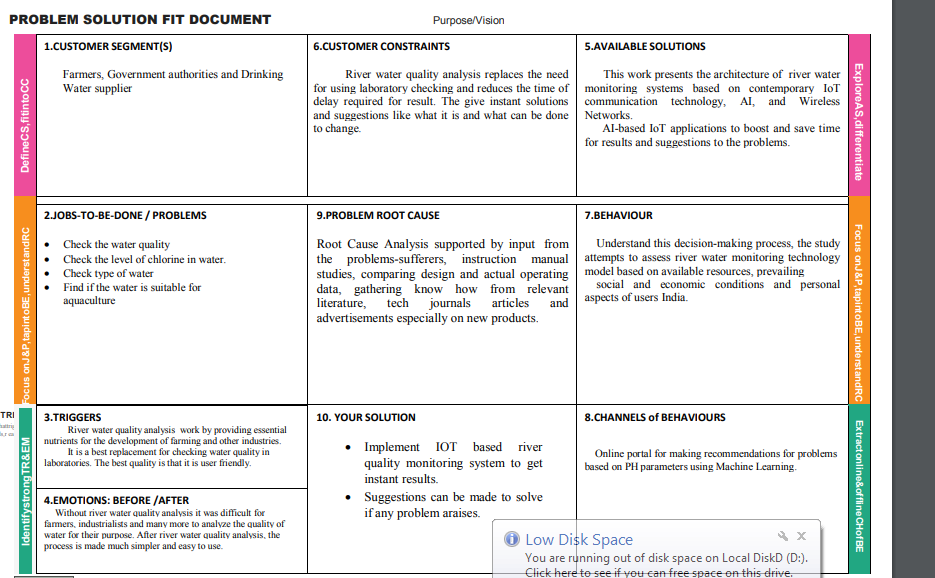 PROBLEM SOLUTION FIT DOCUMENT
Purpose/Vision
DefineCS,fitintoCC
1.CUSTOMER SEGMENT(S)
Farmers, Government authorities and Drinking
Water supplier
6.CUSTOMER CONSTRAINTS
River water quality analysis replaces the need
for using laboratory checking and reduces the time of
delay required for result. The give instant solutions
and suggestions like what it is and what can be done
to change.
5.AVAILABLE SOLUTIONS
This work presents the architecture of river water
monitoring systems based on contemporary IoT
communication technology, AI, and Wireless
Networks.
AI-based IoT applications to boost and save time
for results and suggestions to the problems.
ExploreAS,differentiate
Focus onJ&P,tapintoBE,understandRC
2.JOBS-TO-BE-DONE / PROBLEMS
• Check the water quality
• Check the level of chlorine in water.
• Check type of water
• Find if the water is suitable for
aquaculture
9.PROBLEM ROOT CAUSE
Root Cause Analysis supported by input from
the problems-sufferers, instruction manual
studies, comparing design and actual operating
data, gathering know how from relevant
literature, tech journals articles and
advertisements especially on new products.
7.BEHAVIOUR
Understand this decision-making process, the study
attempts to assess river water monitoring technology
model based on available resources, prevailing
social and economic conditions and personal
aspects of users India.
Focus onJ&P,tapintoBE,understandRC
TRI
IdentifystrongTR&EM
3.TRIGGERS
River water quality analysis work by providing essential
nutrients for the development of farming and other industries.
It is a best replacement for checking water quality in
laboratories. The best quality is that it is user friendly.
4.EMOTIONS: BEFORE /AFTER
Without river water quality analysis it was difficult for
farmers, industrialists and many more to analyze the quality of
water for their purpose. After river water quality analysis, the
process is made much simpler and easy to use.
10. YOUR SOLUTION
• Implement IOT based river
quality monitoring system to get
instant results.
• Suggestions can be made to solve
if any problem araises.
8.CHANNELS of BEHAVIOURS
Online portal for making recommendations for problems
based on PH parameters using Machine Learning.
Extractonline&offlineCHofBE
Low Disk Space
You are running out of disk space on Local DiskD (D:).
Click here to see if you can free space on this drive.